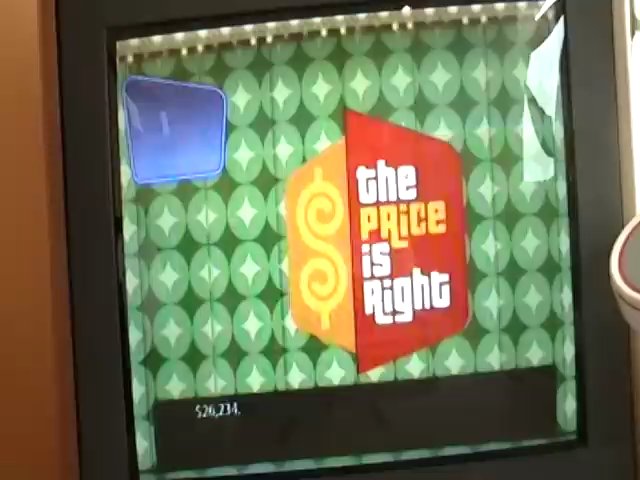 the
PRice
is
Right
$26,234.